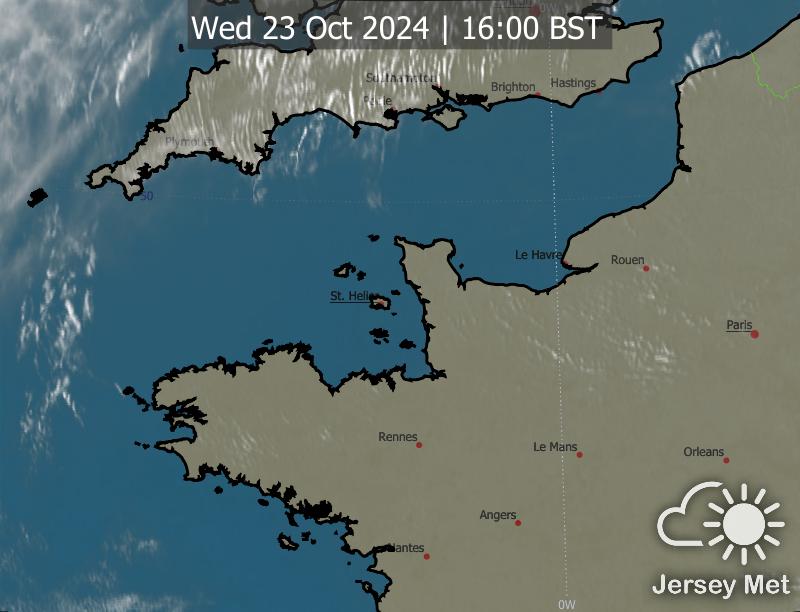 Wed 23 Oct 2024 | 16:00 BST
Southampton
Brighton
Hastings
Poole
Plymouth
50
Le Havre
Rouen
St. Helier
Paris
Rennes
Le Mans
Orleans
Angers
Nantes
Jersey Met
0W